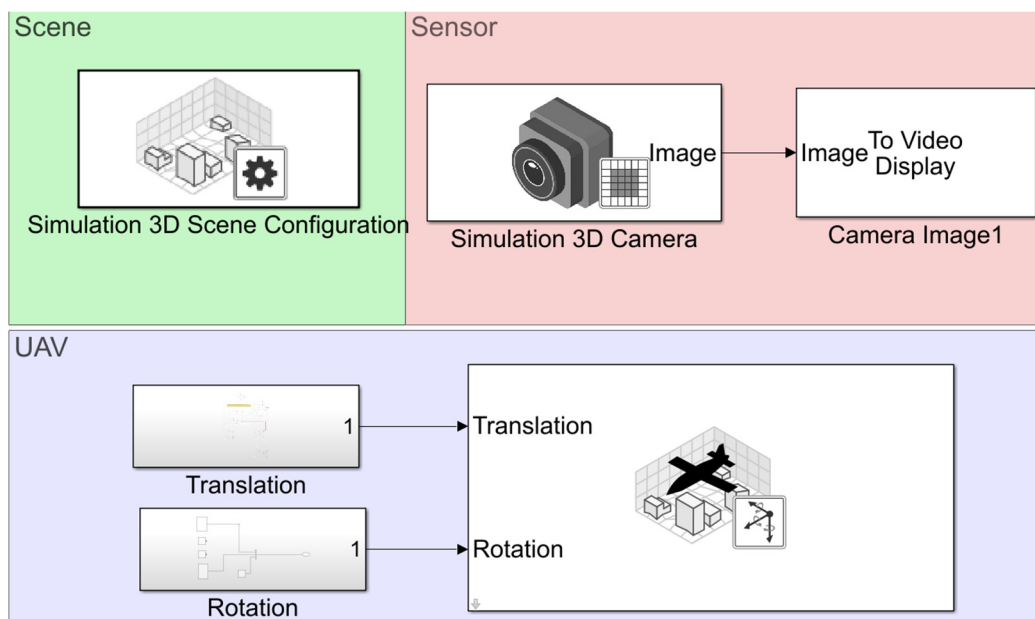 Scene
Sensor
Image
Image
To Video
Display
Simulation 3D Scene Configuration
Simulation 3D Camera
Camera Image1
UAV
1
Translation
Translation
1
Rotation
Rotation